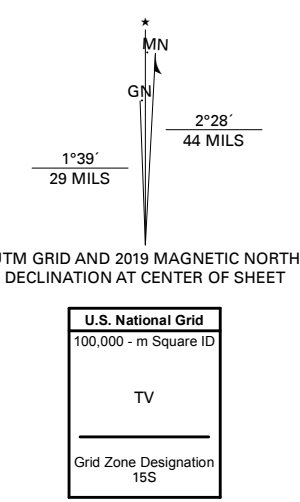 ★
MN
GN
2°28´
44 MILS
1°39´
29 MILS
UTM GRID AND 2019 MAGNETIC NORTH
DECLINATION AT CENTER OF SHEET
U.S. National Grid
100,000 - m Square ID
TV
Grid Zone Designation
15S